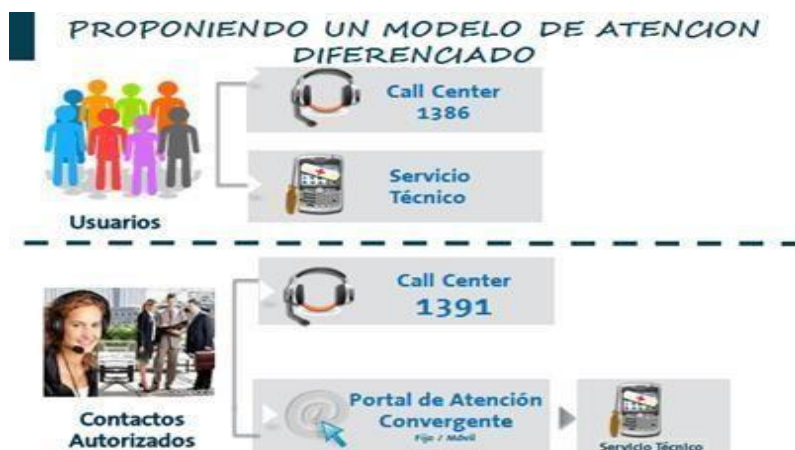 PROPONIENDO UN MODELO DE ATENCION
DIFERENCIADO
Call Center
1386
Servicio
Técnico
Usuarios
Call Center
1391
Portal de Atención
Convergente
Fijo / Móvil
Servicio Técnico
Contactos
Autorizados